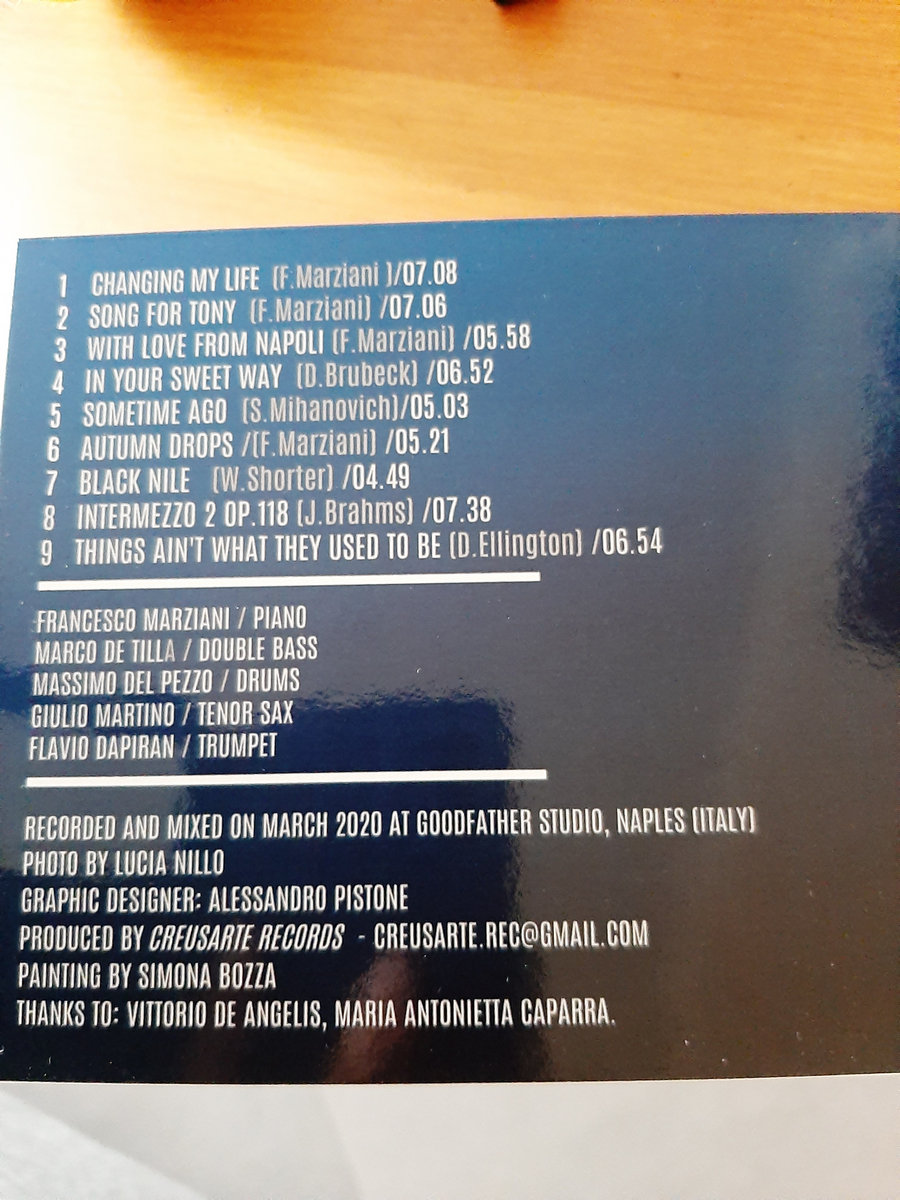 1 CHANGING MY LIFE (F.Marziani )/07.08
2 SONG FOR TONY (F.Marziani) /07.06
3 WITH LOVE FROM NAPOLI (F.Marziani) /05.58
4 IN YOUR SWEET WAY (D.Brubeck) /06.52
5 SOMETIME AGO (S.Mihanovich)/05.03
6 AUTUMN DROPS /(F.Marziani) /05.21
7 BLACK NILE (W.Shorter) /04.49
8 INTERMEZZO 2 OP.118 (J.Brahms) /07.38
9 THINGS AIN'T WHAT THEY USED TO BE (D.Ellington) /06.54
FRANCESCO MARZIANI / PIANO
MARCO DE TILLA / DOUBLE BASS
MASSIMO DEL PEZZO / DRUMS
GIULIO MARTINO / TENOR SAX
FLAVIO DAPIRAN / TRUMPET
RECORDED AND MIXED ON MARCH 2020 AT GOODFATHER STUDIO, NAPLES (ITALY)
PHOTO BY LUCIA NILLO
GRAPHIC DESIGNER: ALESSANDRO PISTONE
PRODUCED BY CREUSARTE RECORDS - CREUSARTE.REC@GMAIL.COM
PAINTING BY SIMONA BOZZA
THANKS TO: VITTORIO DE ANGELIS, MARIA ANTONIETTA CAPARRA.